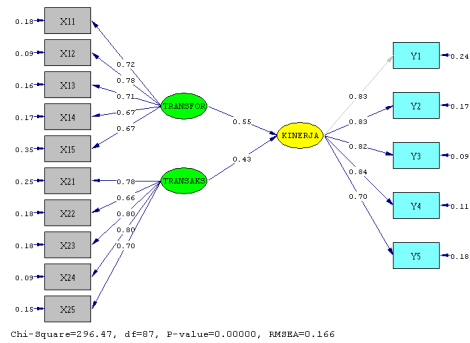 0.18 X11
0.09 X12
0.16 X13
0.17 X14
0.35 X15
0.25 X21
0.18 X22
0.18 X23
0.09 X24
0.15 X25
0.72
0.78
0.71
0.67
0.67
TRANSFOR
0.78
0.66
0.80
0.80
0.70
TRANSAKS
0.55
0.43
KINERJA
0.83
0.83
0.82
0.84
0.70
Y1 0.24
Y2 0.17
Y3 0.09
Y4 0.11
Y5 0.18
Chi-Square=296.47, df=87, P-value=0.00000, RMSEA=0.166